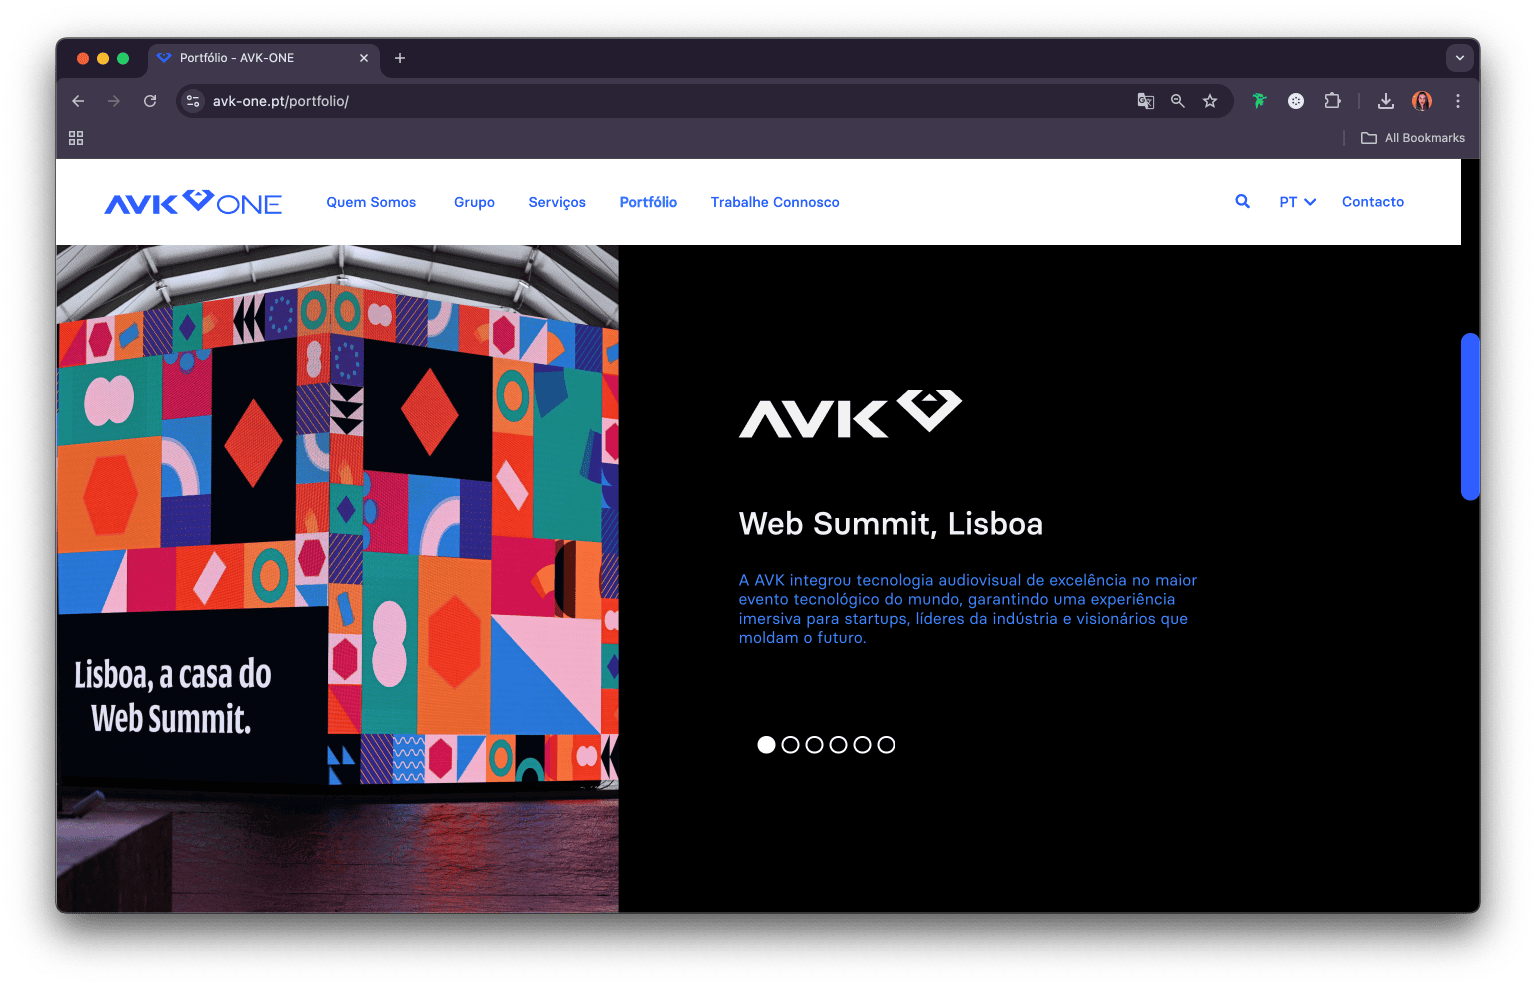 Portfólio - AVK-ONE
avk-one.pt/portfolio/
All Bookmarks
AVK ONE
Quem Somos
Grupo
Serviços
Portfólio
Trabalhe Connosco
PT
Contacto
Lisboa, a casa do
Web Summit.
AVK
Web Summit, Lisboa
A AVK integrou tecnologia audiovisual de excelência no maior
evento tecnológico do mundo, garantindo uma experiência
imersiva para startups, líderes da indústria e visionários que
moldam o futuro.